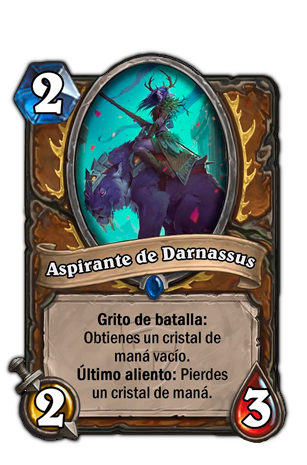 2
Aspirante de Darnassus
Grito de batalla:
Obtienes un cristal de
maná vacío.
Último aliento: Pierdes
un cristal de maná.
2
3